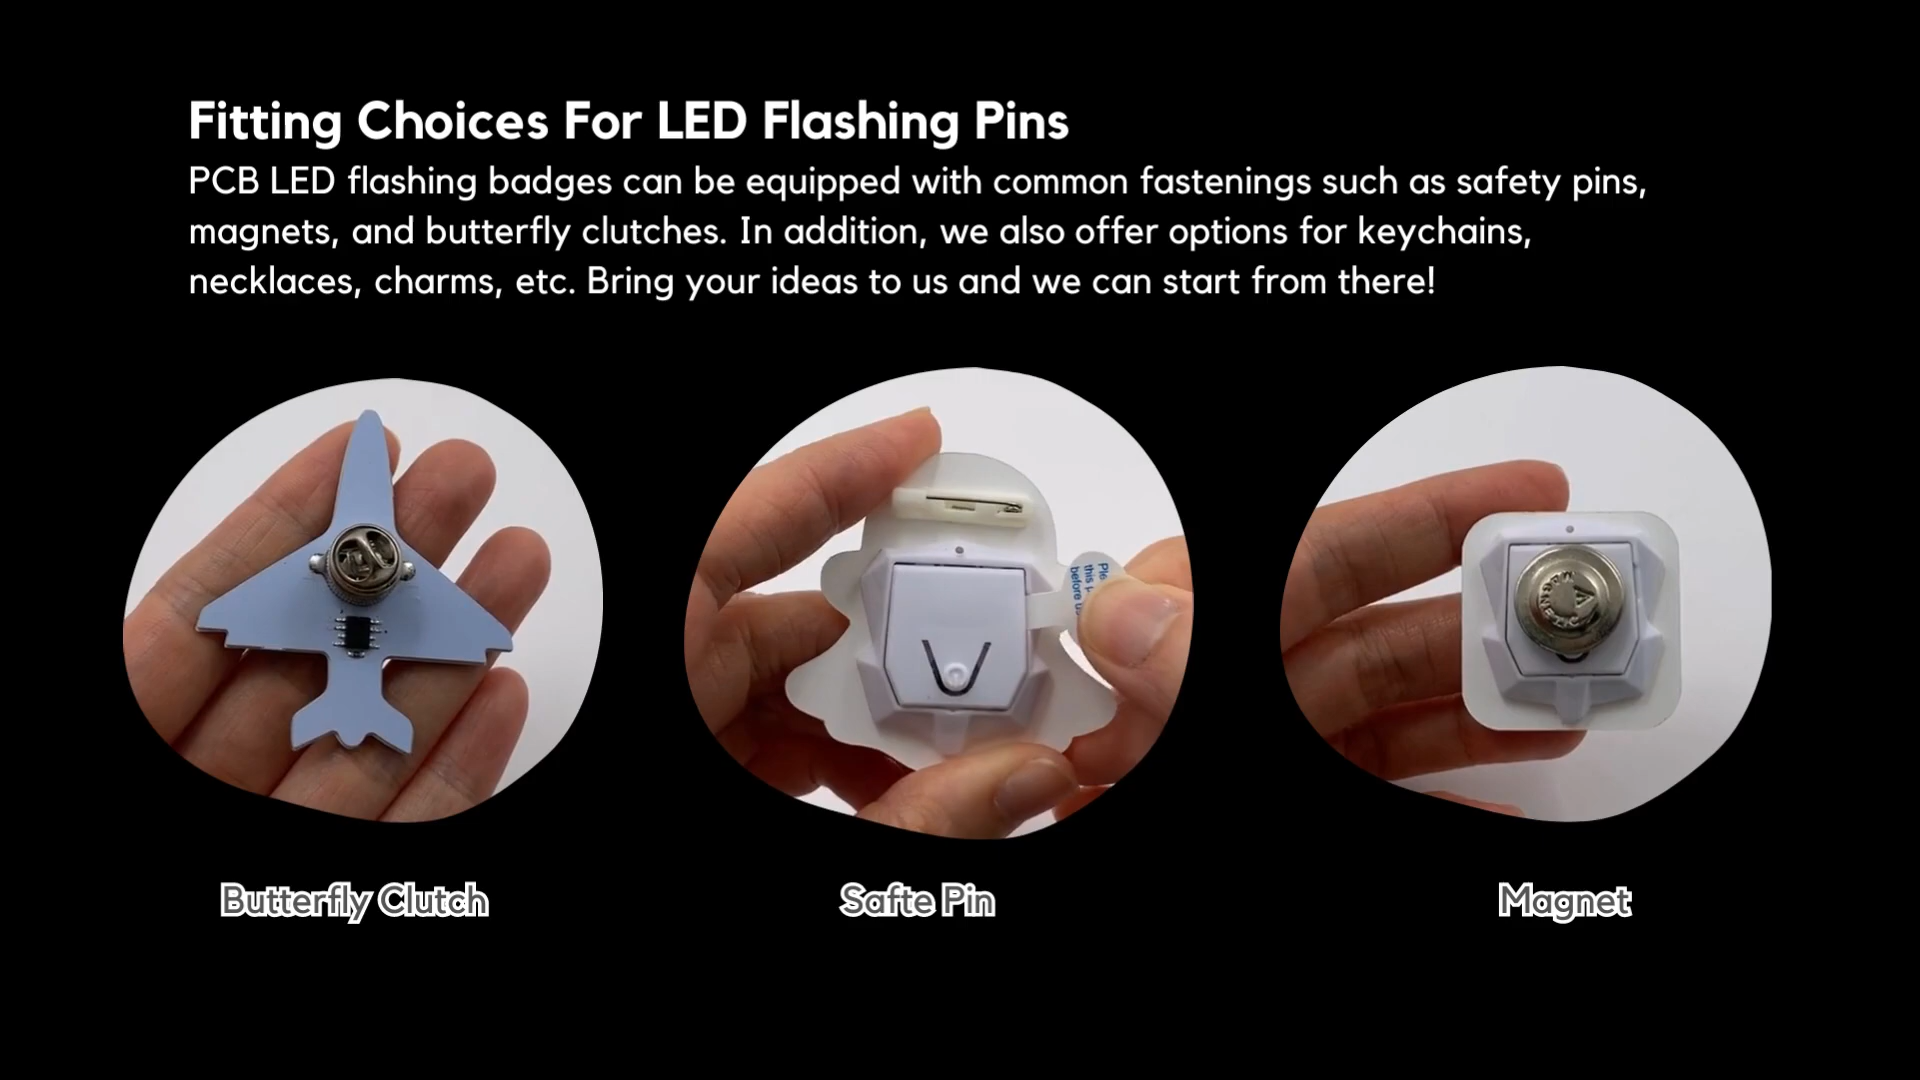 Fitting Choices For LED Flashing Pins
PCB LED flashing badges can be equipped with common fastenings such as safety pins,
magnets, and butterfly clutches. In addition, we also offer options for keychains,
necklaces, charms, etc. Bring your ideas to us and we can start from there!
this
before
Butterfly Clutch
Safte Pin
Magnet